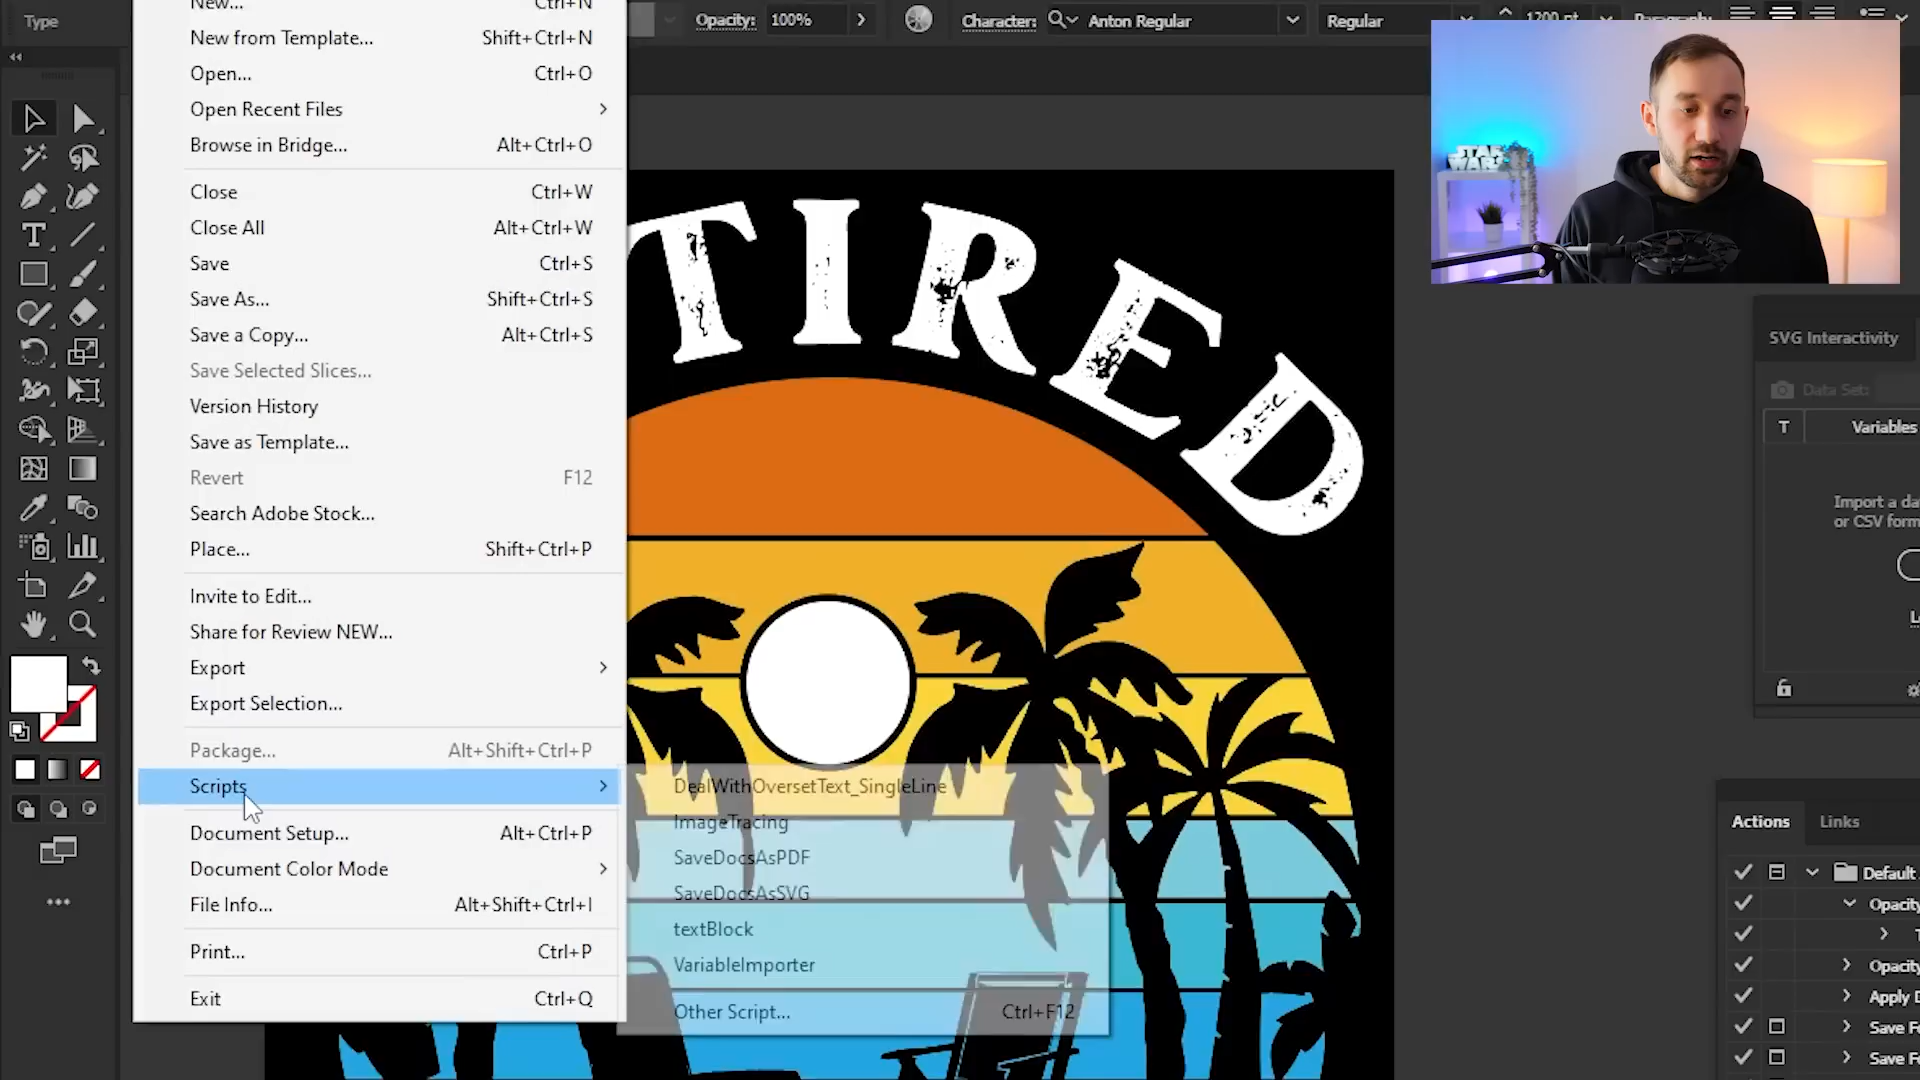 Type
Opacity:
100%
Character:
Anton Regular
Regular
1200 pt
Paragraph:
New... Ctrl+N
New from Template... Shift+Ctrl+N
Open... Ctrl+O
Open Recent Files
Browse in Bridge... Alt+Ctrl+O
Close Ctrl+W
Close All Alt+Ctrl+W
Save Ctrl+S
Save As... Shift+Ctrl+S
Save a Copy... Alt+Ctrl+S
Save Selected Slices...
Version History
Save as Template...
Revert F12
Search Adobe Stock...
Place... Shift+Ctrl+P
Invite to Edit...
Share for Review NEW...
Export
Export Selection...
Package... Alt+Shift+Ctrl+P
Scripts
Document Setup... Alt+Ctrl+P
Document Color Mode
File Info... Alt+Shift+Ctrl+I
Print... Ctrl+P
Exit Ctrl+Q
DealWithOversetText_SingleLine
ImageTracing
SaveDocsAsPDF
SaveDocsAsSVG
textBlock
VariableImporter
Other Script... Ctrl+F12
TIRED
STAR
WARS
SVG Interactivity
Data Set:
T Variables
Import a da
or CSV form
Actions
Links
Default
Opacity
T
Opacity
Apply D
Save Fo
Save Fo